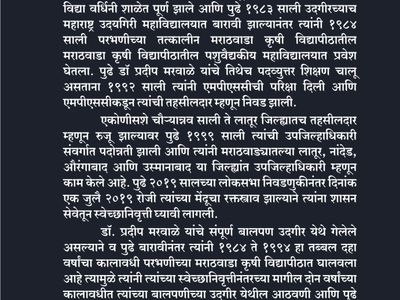 विद्या वर्धिनी शाळेत पूर्ण झाले आणि पुढे १९८३ साली उदगीरच्याच
महाराष्ट्र उदयगिरी महाविद्यालयात बारावी झाल्यानंतर त्यांनी १९८४
साली परभणीच्या तत्कालीन मराठवाडा कृषी विद्यापीठातील
मराठवाडा कृषी विद्यापीठातील पशुवैद्यकीय महाविद्यालयात प्रवेश
घेतला. पुढे डॉ प्रदीप मरवाळे यांचे तिथेच पदव्युत्तर शिक्षण चालू
असताना १९९२ साली त्यांनी एमपीएससीची परिक्षा दिली आणि
एमपीएससीकडून त्यांची तहसीलदार म्हणून निवड झाली.
एकोणीसशे चौऱ्यान्नव साली ते लातूर जिल्ह्यातच तहसीलदार
म्हणून रुजू झाल्यावर पुढे १९९९ साली त्यांची उपजिल्हाधिकारी
संवर्गात पदोन्नती झाली आणि त्यांनी मराठवाड्यातल्या लातूर, नांदेड,
औरंगाबाद आणि उस्मानाबाद या जिल्ह्यांत उपजिल्हाधिकारी म्हणून
काम केले आहे. पुढे २०१९ सालच्या लोकसभा निवडणुकीनंतर दिनांक
एक जुलै २०१९ रोजी त्यांच्या मेंदूचा रक्तस्त्राव झाल्याने त्यांना शासन
सेवेतून स्वेच्छानिवृत्ती घ्यावी लागली.
डॉ. प्रदीप मरवाळे यांचे संपूर्ण बालपण उदगीर येथे गेलेले
असल्याने व पुढे बारावीनंतर त्यांनी १९८४ ते १९९४ हा तब्बल दहा
वर्षांचा कालावधी परभणीच्या मराठवाडा कृषी विद्यापीठात घालवला
आहे त्यामुळे त्यांनी त्यांच्या स्वेच्छानिवृत्तीनंतरच्या मागील दोन वर्षांच्या
कालावधीत त्यांच्या बालपणीच्या उदगीर येथील आठवणी आणि पुढे